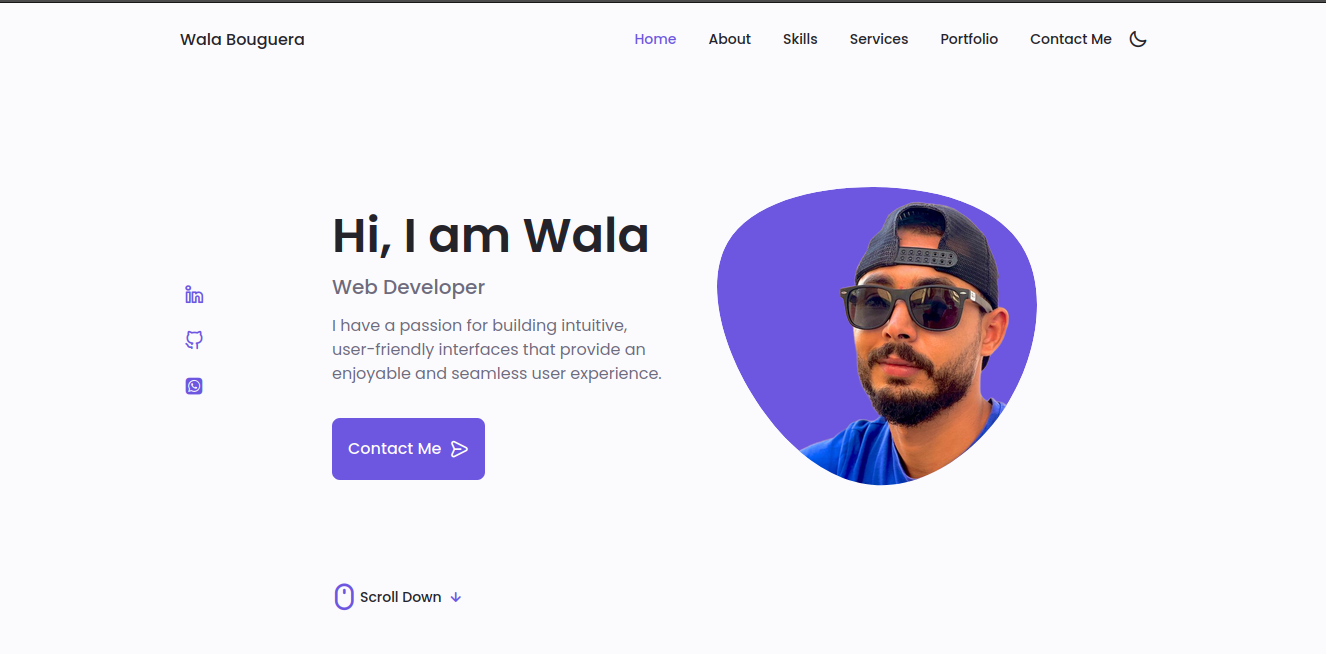 Wala Bouguera
Home About Skills Services Portfolio Contact Me
Hi, I am Wala
Web Developer
I have a passion for building intuitive,
user-friendly interfaces that provide an
enjoyable and seamless user experience.
Contact Me
Scroll Down